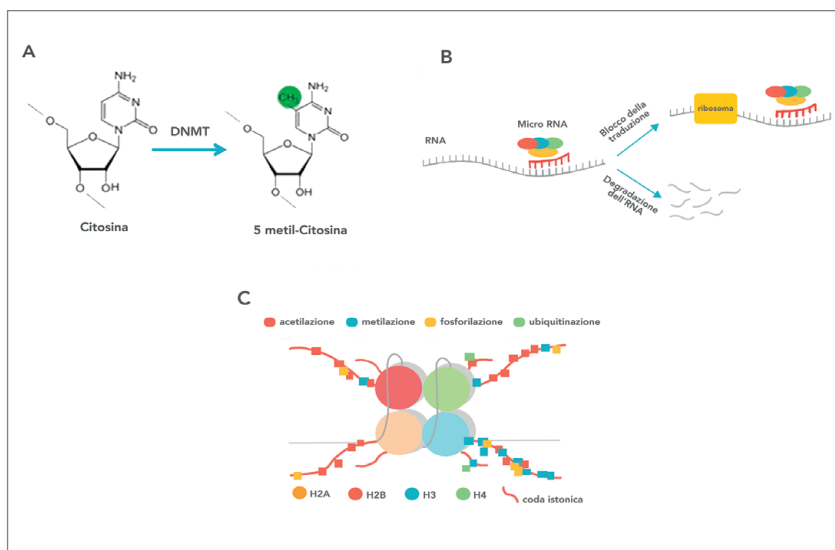 A
NH₂
N
N
O
O
O
OH
DNMT
CH₃
NH₂
N
N
O
O
O
OH
Citosina
5 metil-Citosina
B
RNA
Micro RNA
Blocco della
traduzione
ribosoma
Degradazione
dell'RNA
C
acetilazione
metilazione
fosforilazione
ubiquitinazione
H2A
H2B
H3
H4
coda istonica